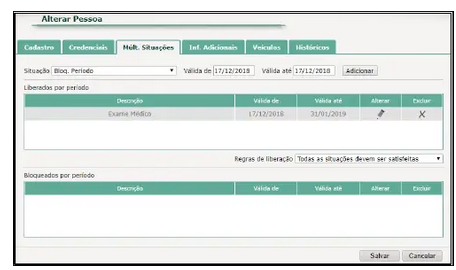 Alterar Pessoa
Cadastro Credenciais Múlt. Situações Inf. Adicionais Veículos Históricos
Situação Bloq. Período Válida de 17/12/2018 Válida até 17/12/2018 Adicionar
Liberados por período
Descrição Válida de Válida até Alterar Excluir
Exame Médico 17/12/2018 31/01/2019
Regras de liberação Todas as situações devem ser satisfeitas
Bloqueados por período
Descrição Válida de Válida até Alterar Excluir
Salvar Cancelar